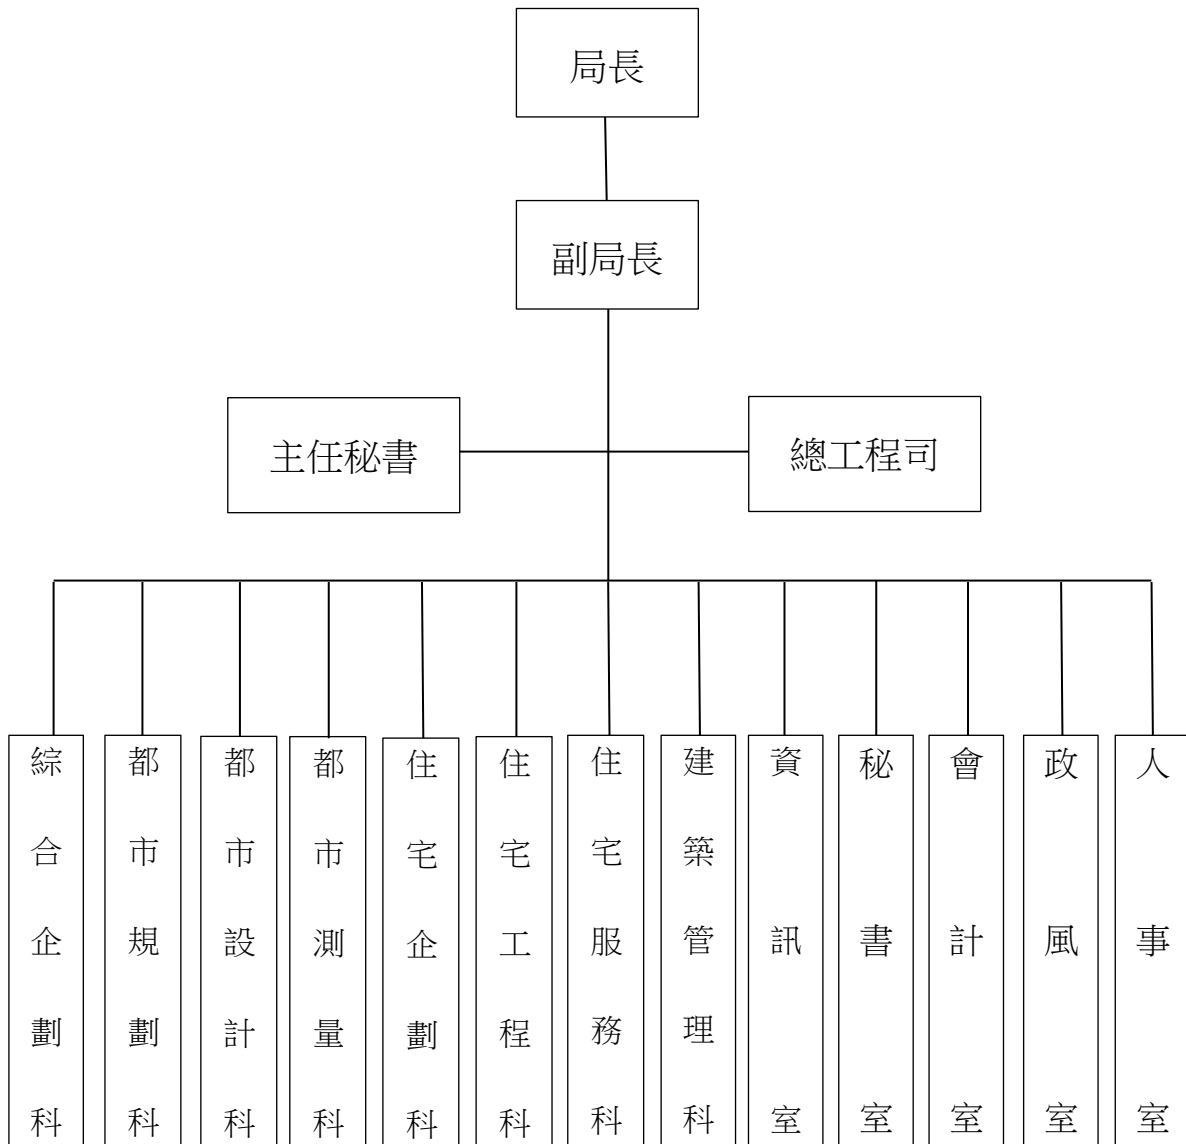 局長
副局長
主任秘書
總工程司
綜合企劃科
都市規劃科
都市設計科
都市測量科
住宅企劃科
住宅工程科
住宅服務科
建築管理科
資訊室
秘書室
會計室
政風室
人事室